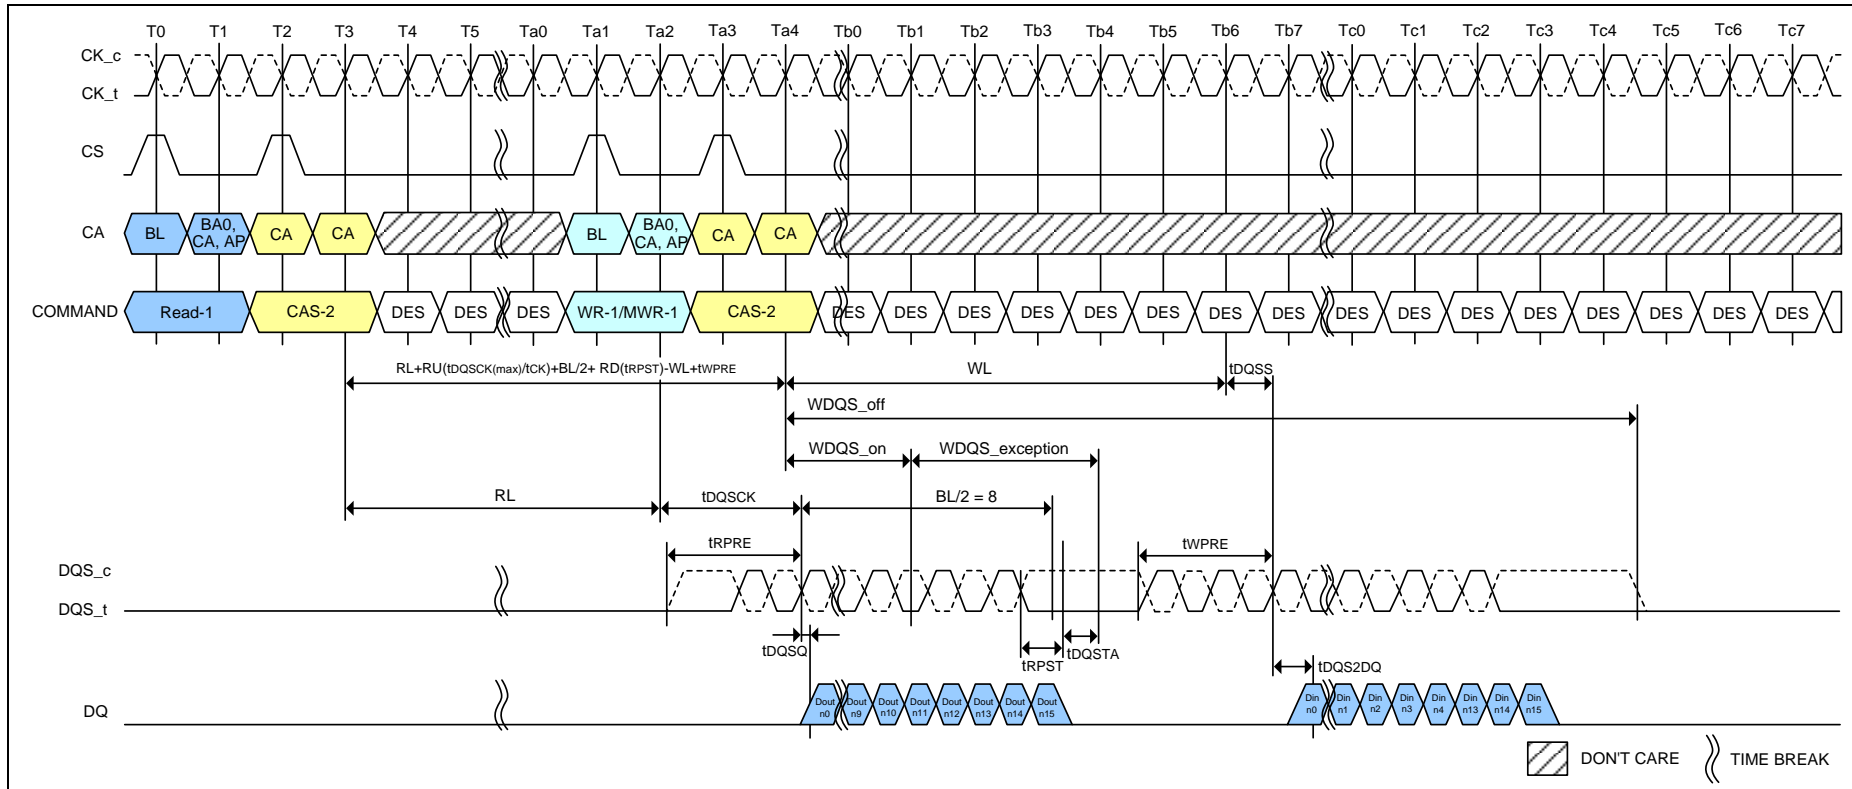 T0 T1 T2 T3 T4 T5 Ta0 Ta1 Ta2 Ta3 Ta4 Tb0 Tb1 Tb2 Tb3 Tb4 Tb5 Tb6 Tb7 Tc0 Tc1 Tc2 Tc3 Tc4 Tc5 Tc6 Tc7
CK_c
CK_t
CS
CA BL BA0, CA, AP CA CA BL BA0, CA, AP CA CA
COMMAND Read-1 CAS-2 DES DES DES WR-1/MWR-1 CAS-2 DES DES DES DES DES DES DES DES DES DES DES DES DES DES DES DES
RL+RU(tDQSCK(max)/tCK)+BL/2+ RD(tRPST)-WL+tWPRE WL tDQSS
WDQS_off
WDQS_on WDQS_exception
RL tDQSCK BL/2 = 8
tRPRE tWPRE
DQS_c
DQS_t
tDQSQ tRPST tDQSTA tDQS2DQ
DQ Dout n0 Dout n9 Dout n10 Dout n11 Dout n12 Dout n13 Dout n14 Dout n15 Din n0 Din n1 Din n2 Din n3 Din n4 Din n13 Din n14 Din n15
DON'T CARE TIME BREAK